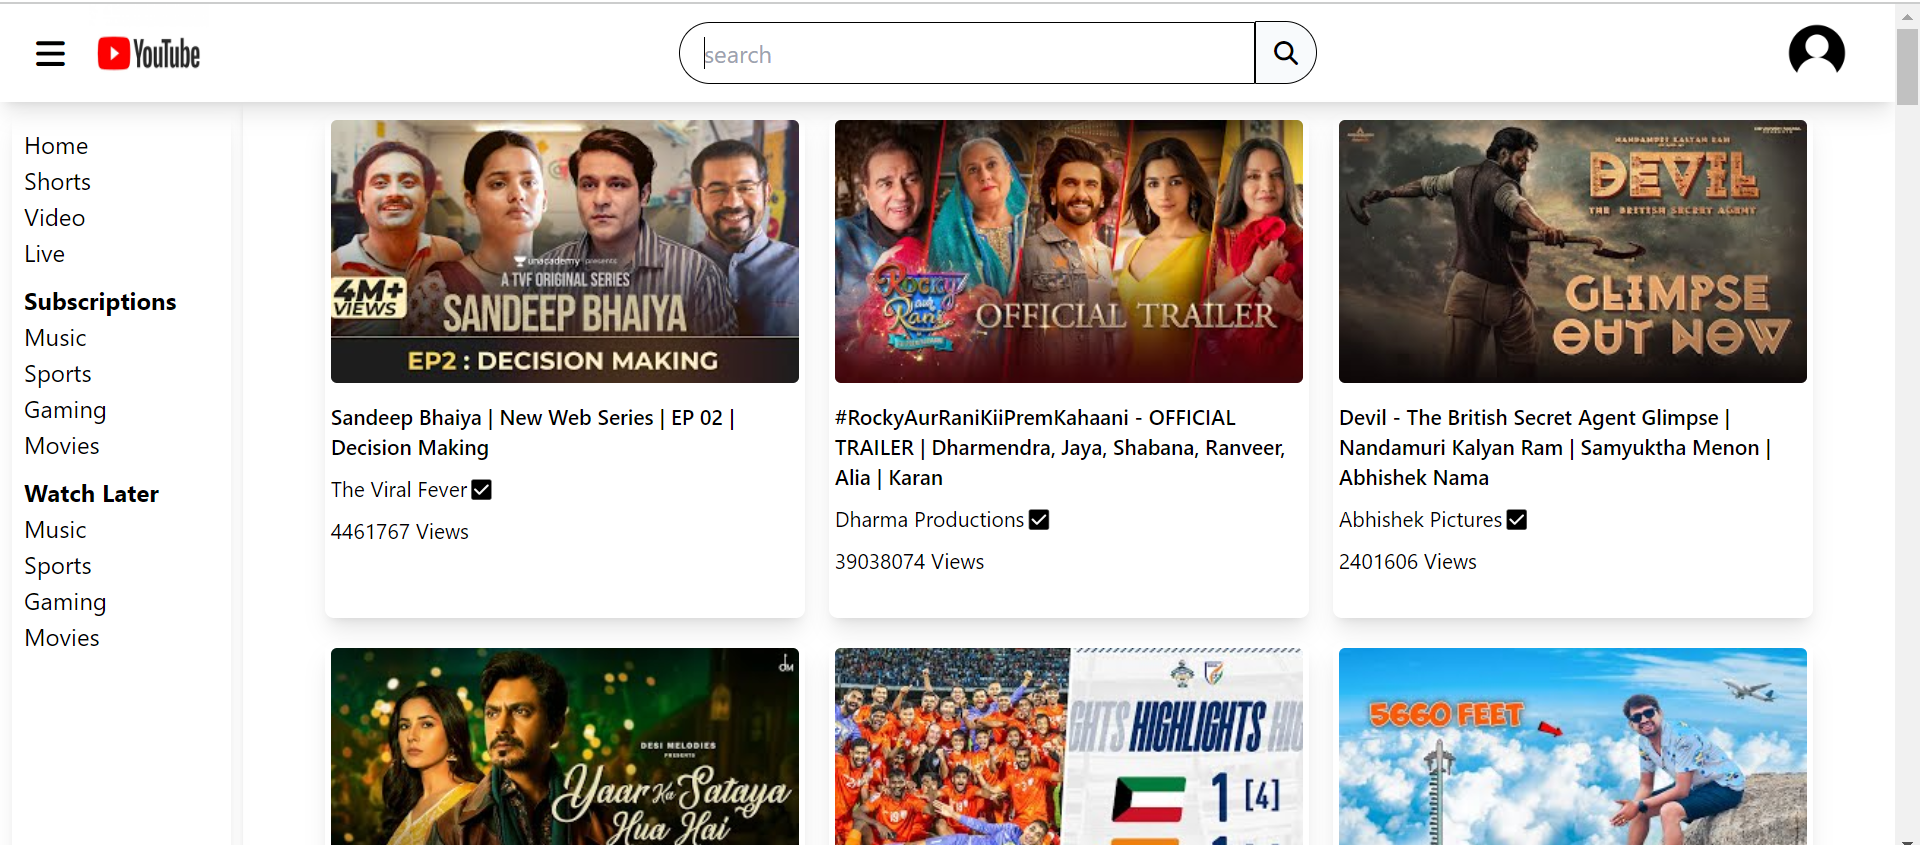 YouTube
search
Home
Shorts
Video
Live
Subscriptions
Music
Sports
Gaming
Movies
Watch Later
Music
Sports
Gaming
Movies
unacademy presents
A TVF ORIGINAL SERIES
SANDEEP BHAIYA
4M+
VIEWS
EP2 : DECISION MAKING
Sandeep Bhaiya | New Web Series | EP 02 |
Decision Making
The Viral Fever
4461767 Views
Rocky
aur
Rani
OFFICIAL TRAILER
#RockyAurRaniKiiPremKahaani - OFFICIAL
TRAILER | Dharmendra, Jaya, Shabana, Ranveer,
Alia | Karan
Dharma Productions
39038074 Views
NANDAMURI KALYAN RAM
DEVIL
THE BRITISH SECRET AGENT
GLIMPSE
OUT NOW
Devil - The British Secret Agent Glimpse |
Nandamuri Kalyan Ram | Samyuktha Menon |
Abhishek Nama
Abhishek Pictures
2401606 Views
DM
DESI MELODIES
PRESENTS
Yaar Ka Sataya
Hua Hai
GHTS HIGHLIGHTS HIG
1 [4]
5660 FEET